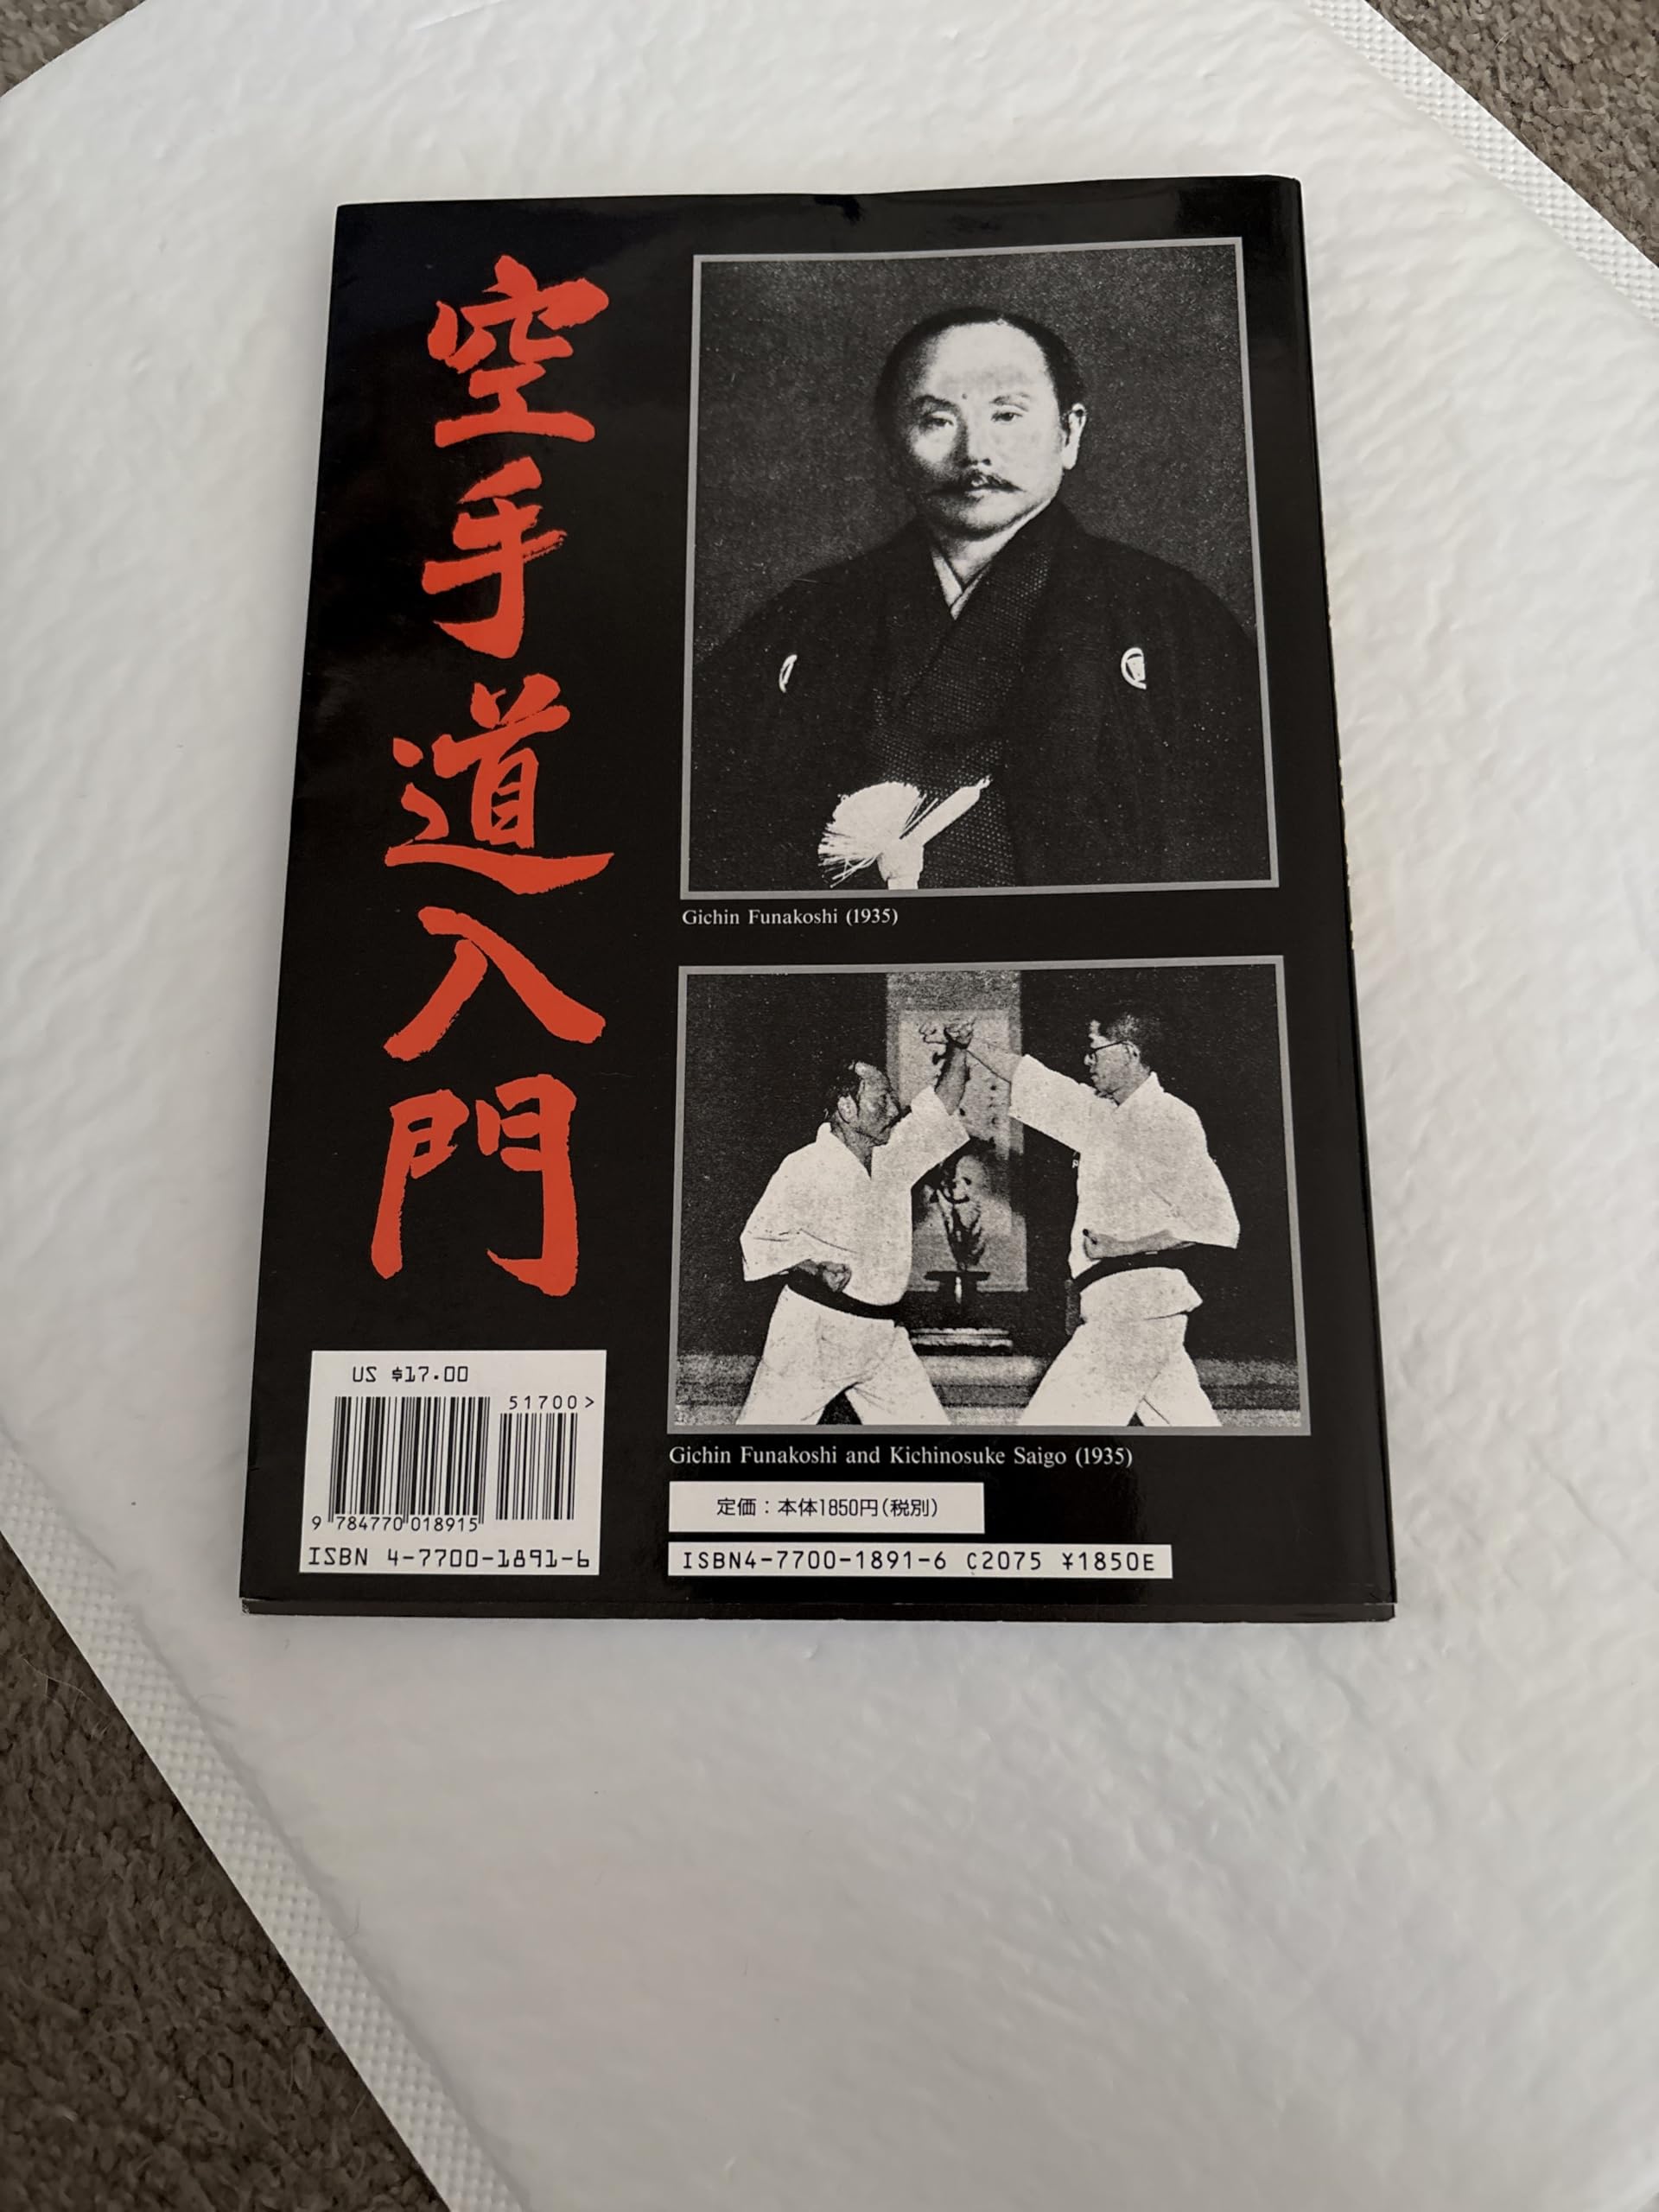 空手道入門
Gichin Funakoshi (1935)
Gichin Funakoshi and Kichinosuke Saigo (1935)
US $17.00
51700>
9 784770 018915
ISBN 4-7700-1891-6
定価：本体1850円(税別)
ISBN4-7700-1891-6 C2075 ¥1850E